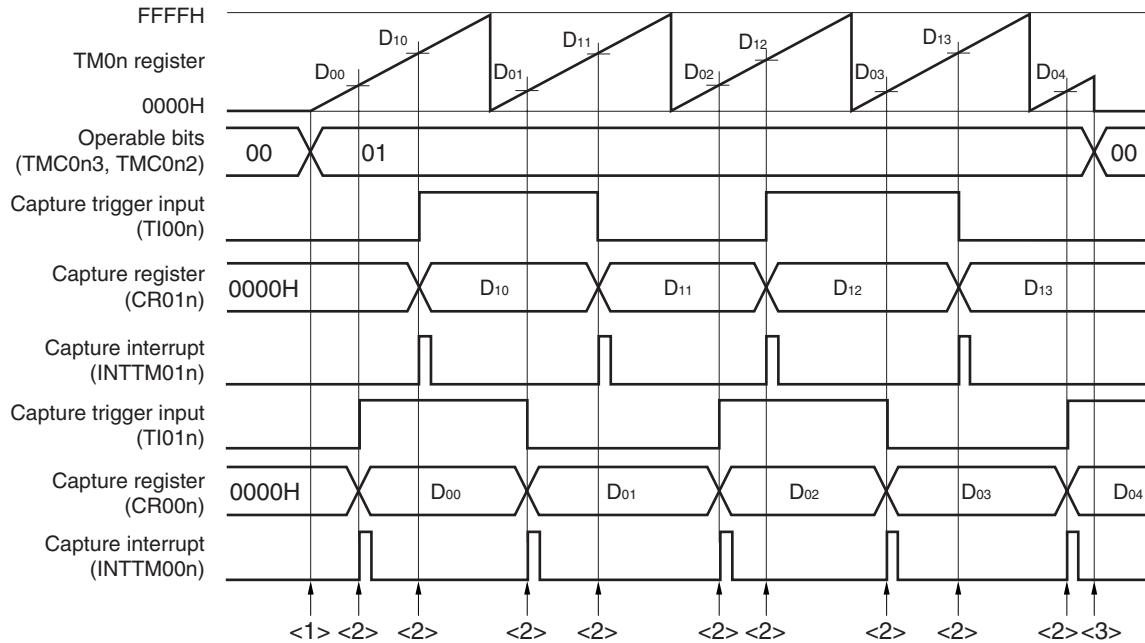 FFFFH
TM0n register
0000H
D10
D00
D11
D01
D12
D02
D13
D03
D04
Operable bits
(TMC0n3, TMC0n2)
00 01 00
Capture trigger input
(TI00n)
Capture register
(CR01n)
0000H D10 D11 D12 D13
Capture interrupt
(INTTM01n)
Capture trigger input
(TI01n)
Capture register
(CR00n)
0000H D00 D01 D02 D03 D04
Capture interrupt
(INTTM00n)
<1> <2> <2> <2> <2> <2> <2> <2> <2> <2> <3>